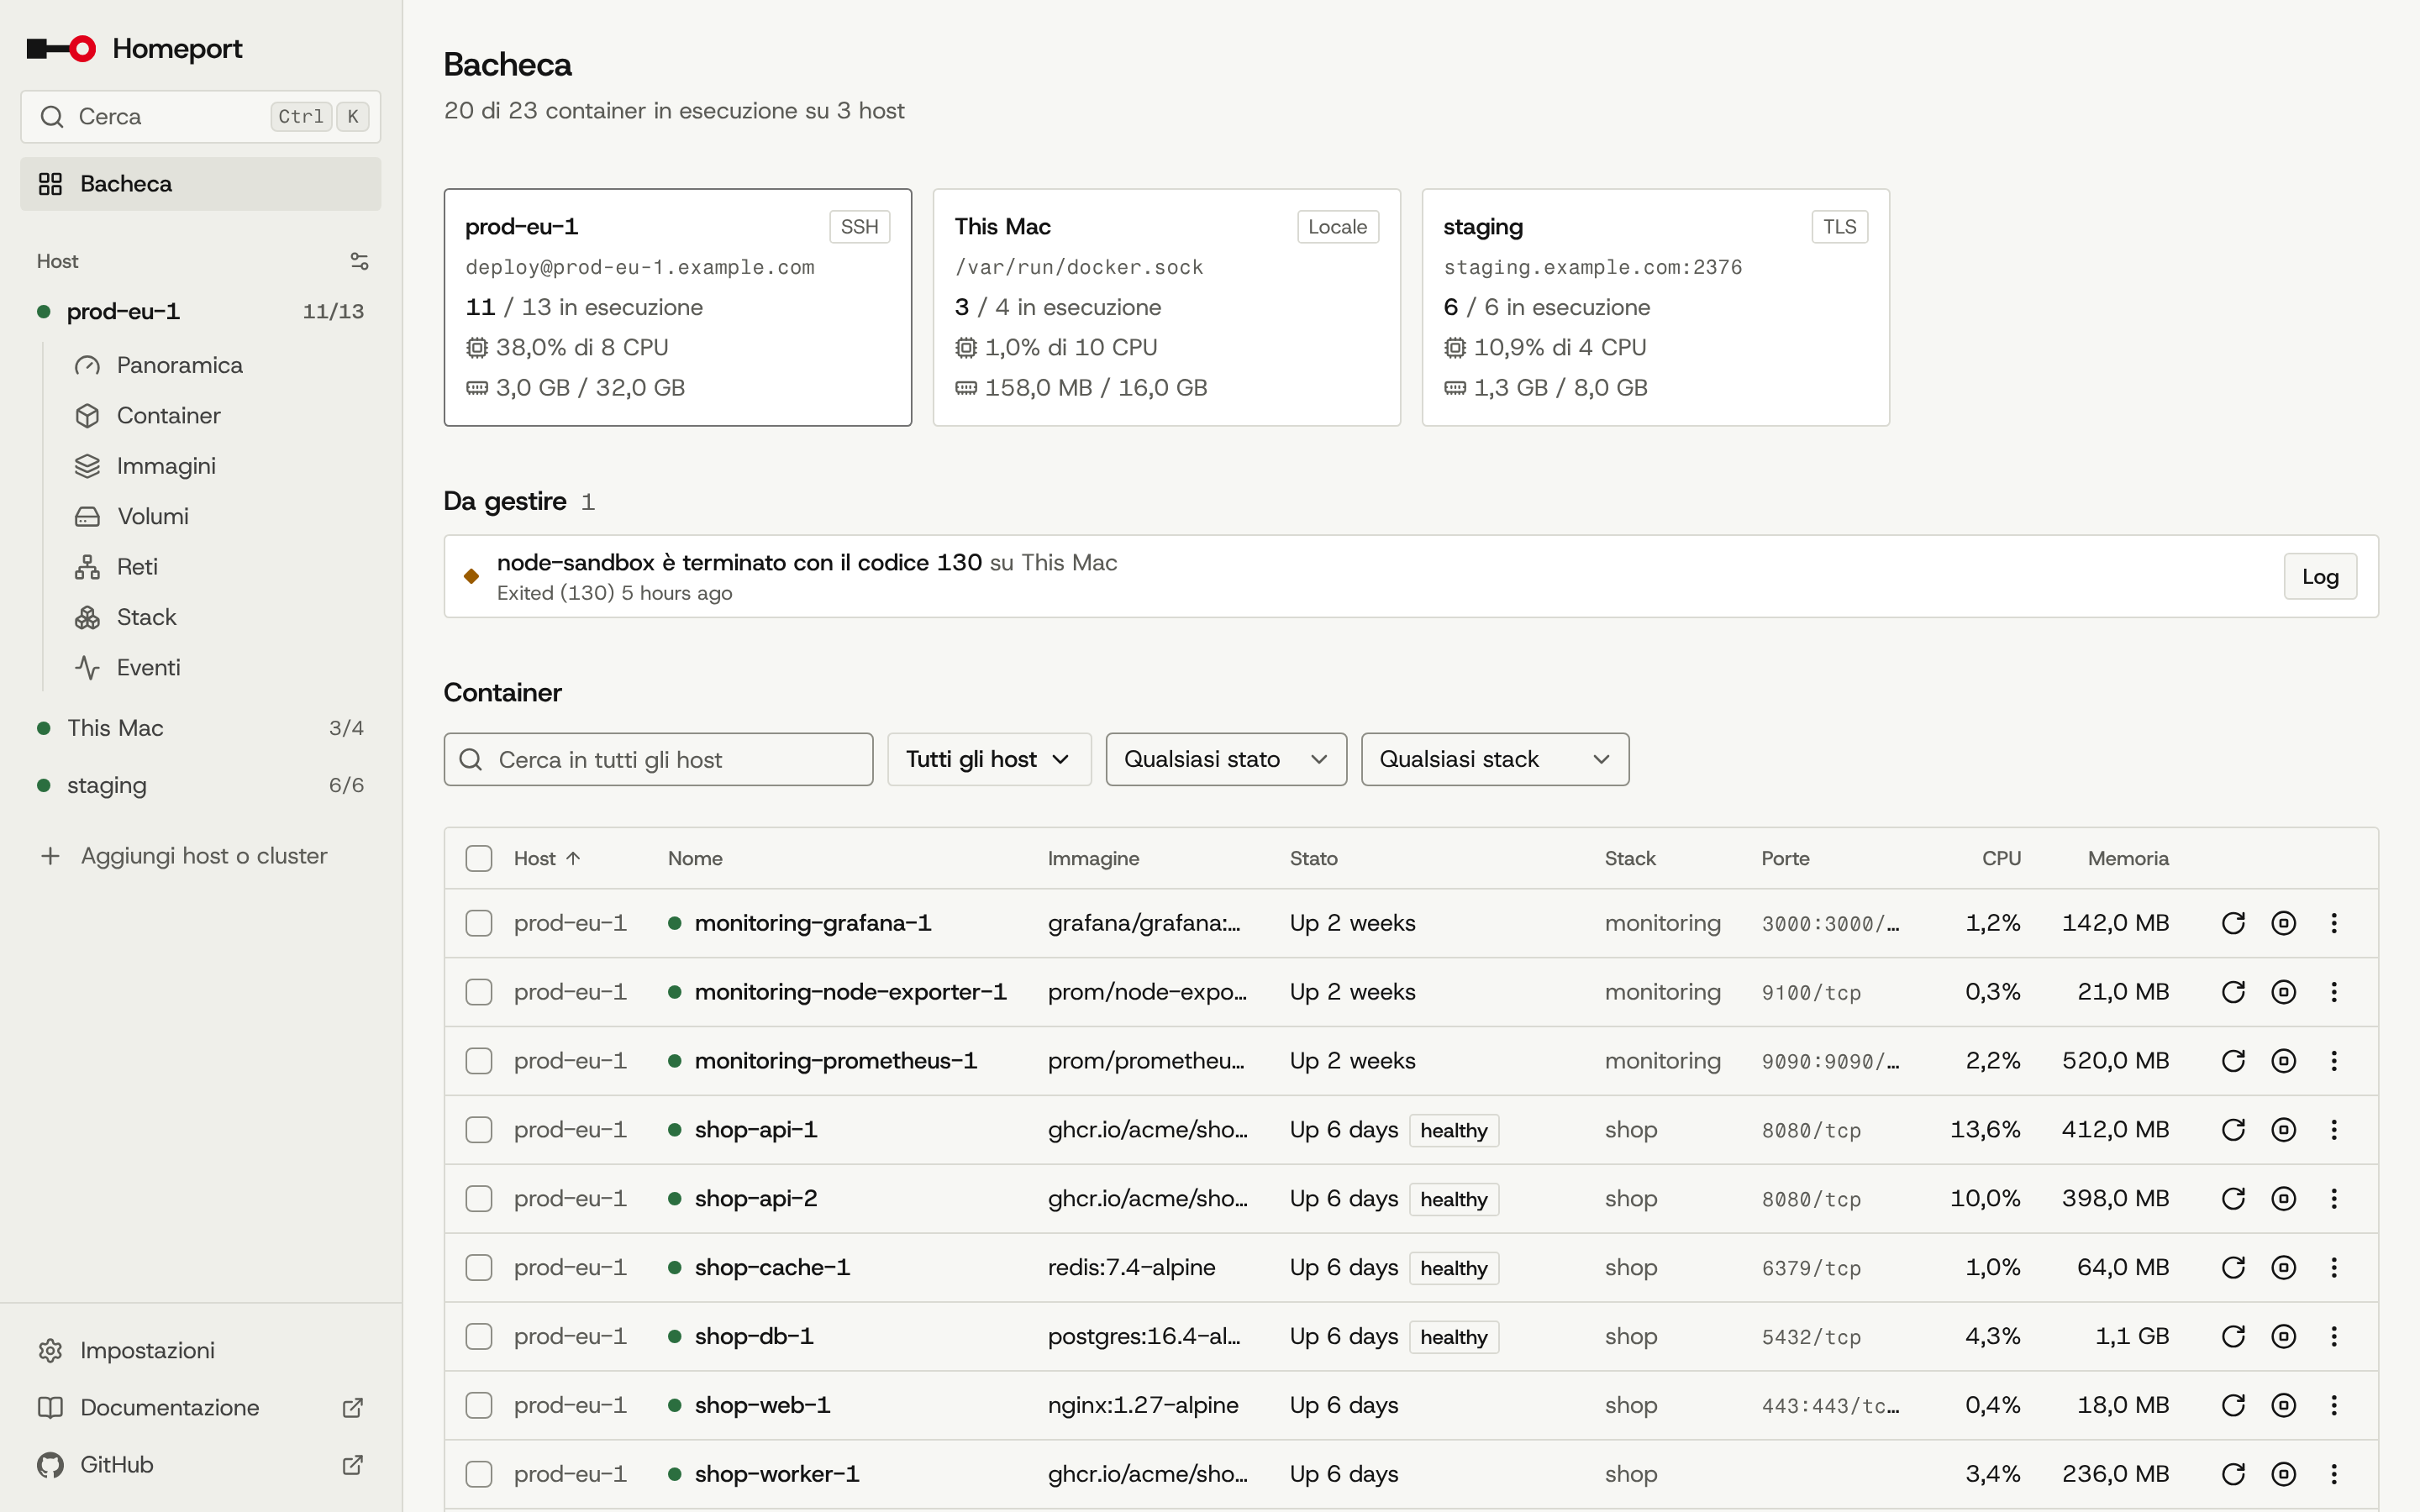 Homeport
Cerca Ctrl K
Bacheca
Host
prod-eu-1 11/13
Panoramica
Container
Immagini
Volumi
Reti
Stack
Eventi
This Mac 3/4
staging 6/6
Aggiungi host o cluster
Impostazioni
Documentazione
GitHub
Bacheca
20 di 23 container in esecuzione su 3 host
prod-eu-1 SSH
deploy@prod-eu-1.example.com
11 / 13 in esecuzione
38,0% di 8 CPU
3,0 GB / 32,0 GB
This Mac Locale
/var/run/docker.sock
3 / 4 in esecuzione
1,0% di 10 CPU
158,0 MB / 16,0 GB
staging TLS
staging.example.com:2376
6 / 6 in esecuzione
10,9% di 4 CPU
1,3 GB / 8,0 GB
Da gestire 1
node-sandbox è terminato con il codice 130 su This Mac
Exited (130) 5 hours ago
Log
Container
Cerca in tutti gli host Tutti gli host Qualsiasi stato Qualsiasi stack
Host Nome Immagine Stato Stack Porte CPU Memoria
prod-eu-1 monitoring-grafana-1 grafana/grafana:... Up 2 weeks monitoring 3000:3000/... 1,2% 142,0 MB
prod-eu-1 monitoring-node-exporter-1 prom/node-expo... Up 2 weeks monitoring 9100/tcp 0,3% 21,0 MB
prod-eu-1 monitoring-prometheus-1 prom/prometheu... Up 2 weeks monitoring 9090:9090/... 2,2% 520,0 MB
prod-eu-1 shop-api-1 ghcr.io/acme/sho... Up 6 days healthy shop 8080/tcp 13,6% 412,0 MB
prod-eu-1 shop-api-2 ghcr.io/acme/sho... Up 6 days healthy shop 8080/tcp 10,0% 398,0 MB
prod-eu-1 shop-cache-1 redis:7.4-alpine Up 6 days healthy shop 6379/tcp 1,0% 64,0 MB
prod-eu-1 shop-db-1 postgres:16.4-al... Up 6 days healthy shop 5432/tcp 4,3% 1,1 GB
prod-eu-1 shop-web-1 nginx:1.27-alpine Up 6 days shop 443:443/tc... 0,4% 18,0 MB
prod-eu-1 shop-worker-1 ghcr.io/acme/sho... Up 6 days shop 3,4% 236,0 MB